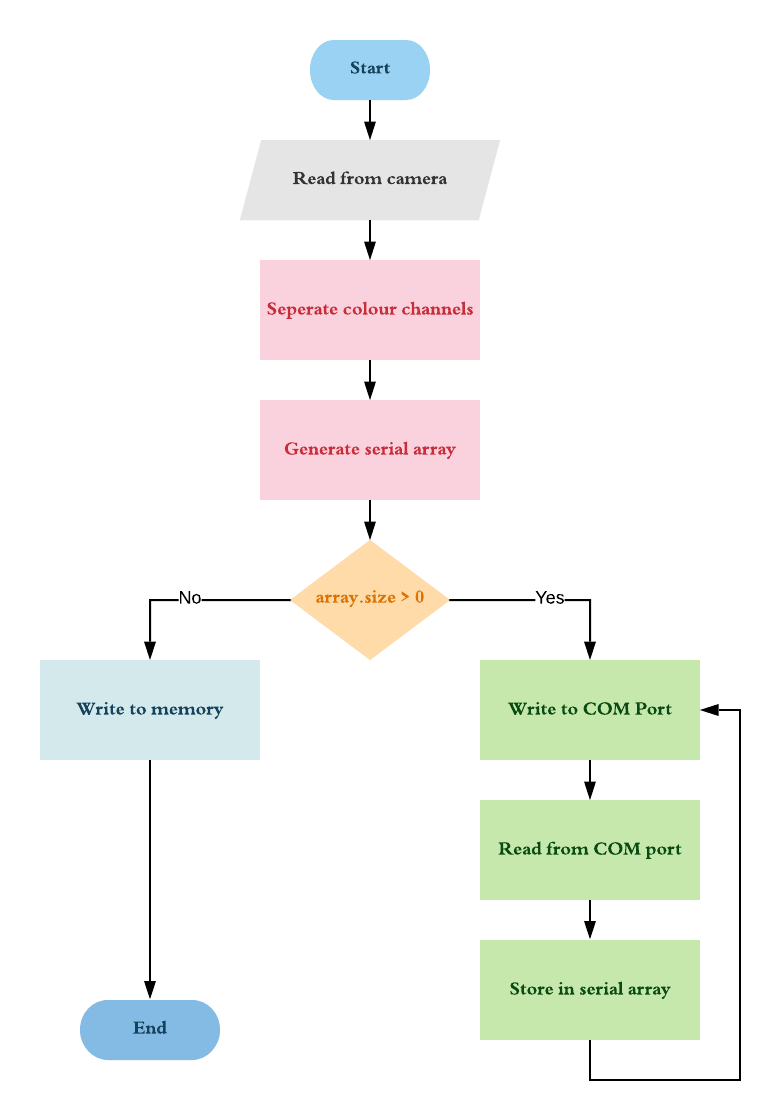 Start
Read from camera
Seperate colour channels
Generate serial array
array.size > 0
No
Yes
Write to memory
Write to COM Port
Read from COM port
Store in serial array
End